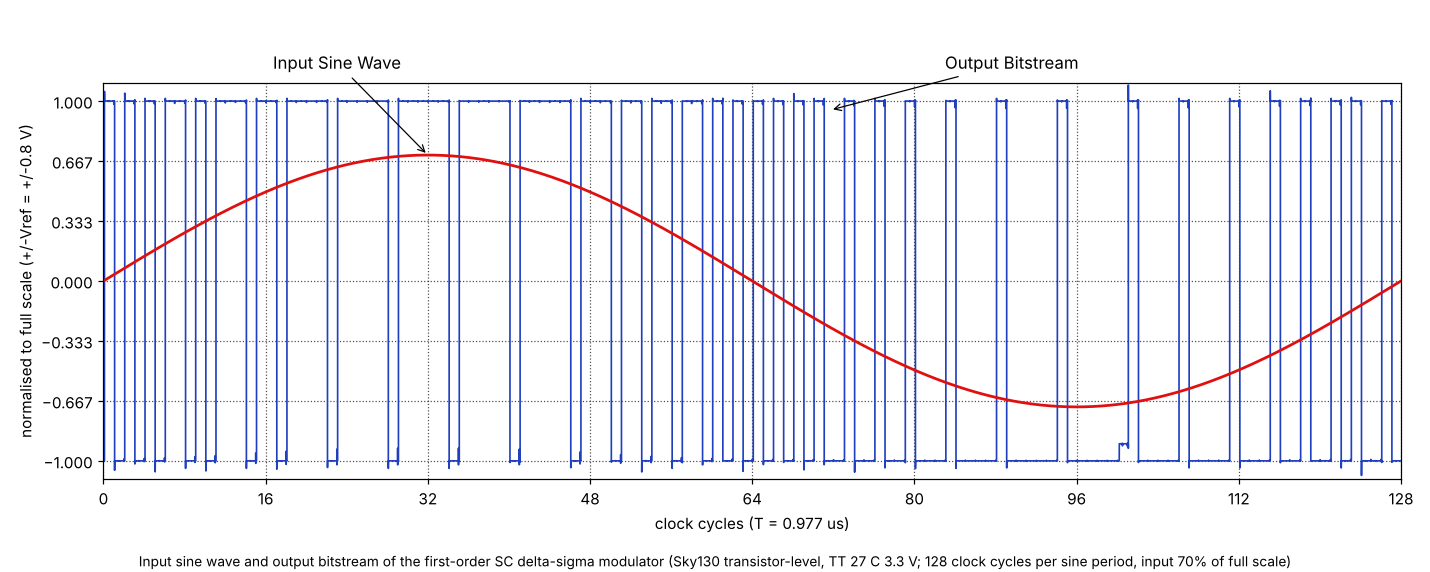 Input Sine Wave
Output Bitstream
1.000
0.667
0.333
0.000
−0.333
−0.667
−1.000
normalised to full scale (+/-Vref = +/-0.8 V)
0 16 32 48 64 80 96 112 128
clock cycles (T = 0.977 us)
Input sine wave and output bitstream of the first-order SC delta-sigma modulator (Sky130 transistor-level, TT 27 C 3.3 V; 128 clock cycles per sine period, input 70% of full scale)